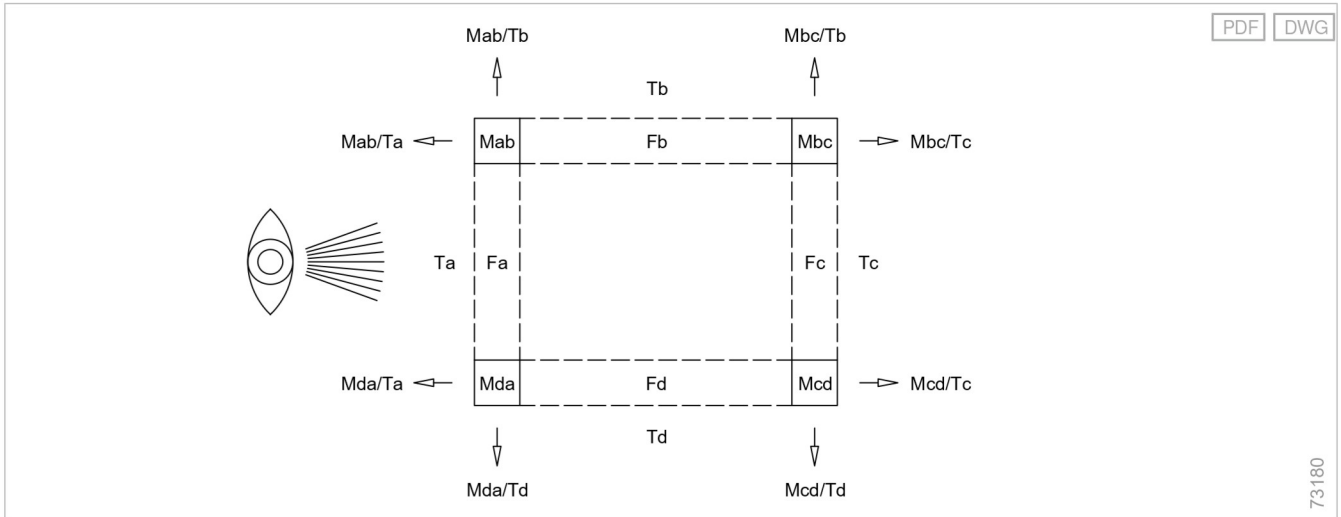 PDF DWG
Mab/Tb Mbc/Tb
Tb
Mab/Ta Mab Fb Mbc Mbc/Tc
Ta Fa Fc Tc
Mda/Ta Mda Fd Mcd Mcd/Tc
Td
Mda/Td Mcd/Td
73180